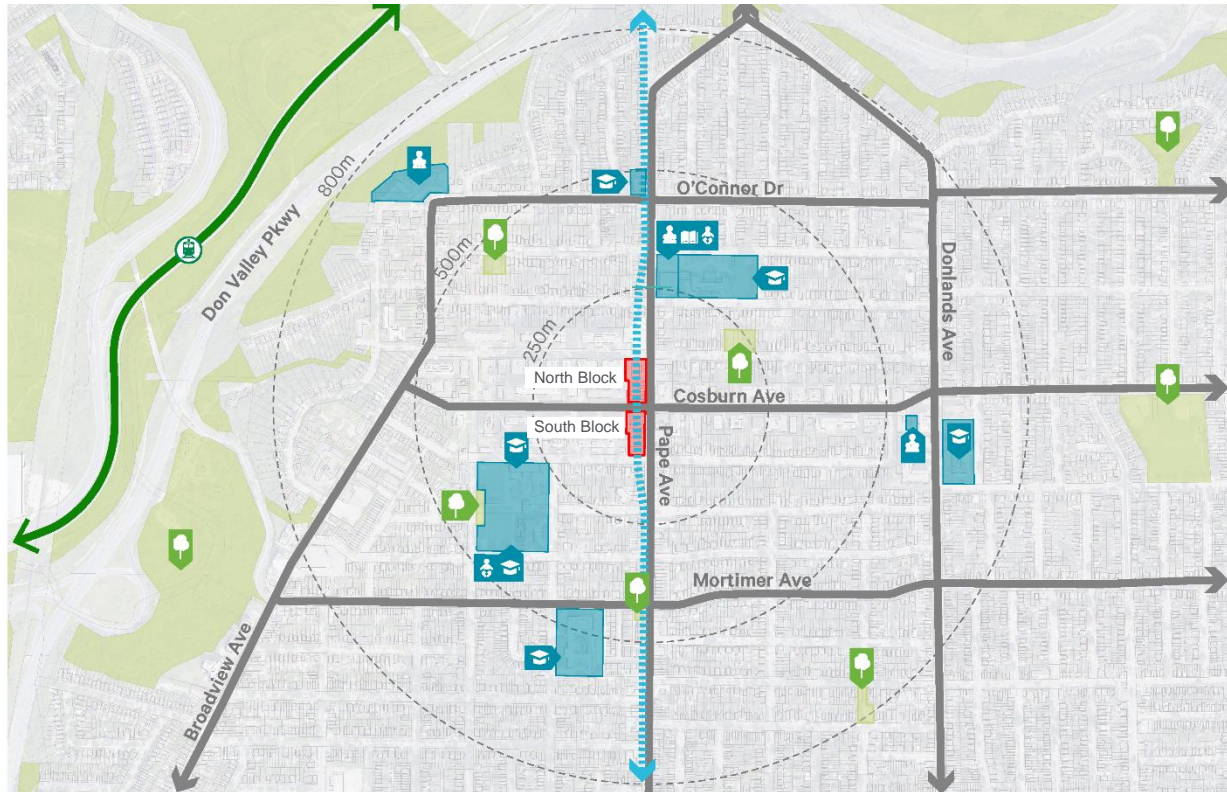 800m
Don Valley Pkwy
500m
O'Connor Dr
Donlands Ave
250m
North Block
Cosburn Ave
South Block
Pape Ave
Mortimer Ave
Broadview Ave